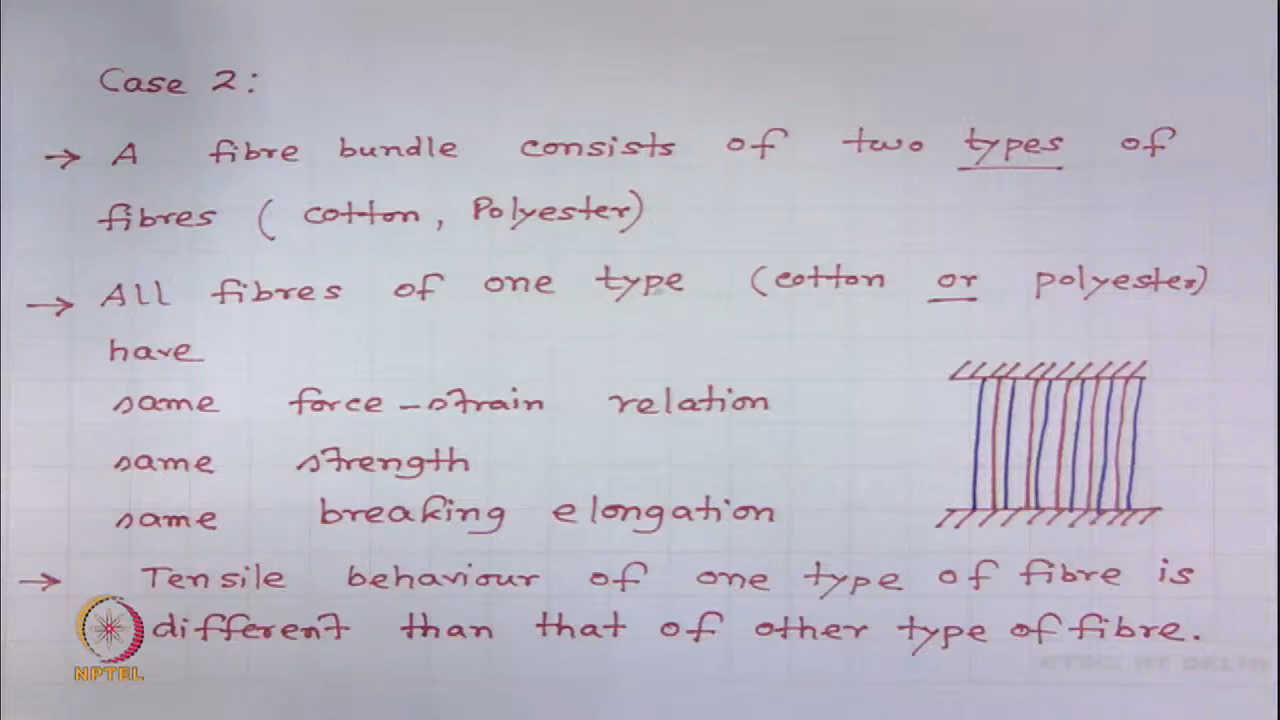 Case 2:
→ A fibre bundle consists of two types of
fibres ( cotton, Polyester)
→ All fibres of one type (cotton or polyester)
have
same force-strain relation
same strength
same breaking elongation
→ Tensile behaviour of one type of fibre is
different than that of other type of fibre.
NPTEL